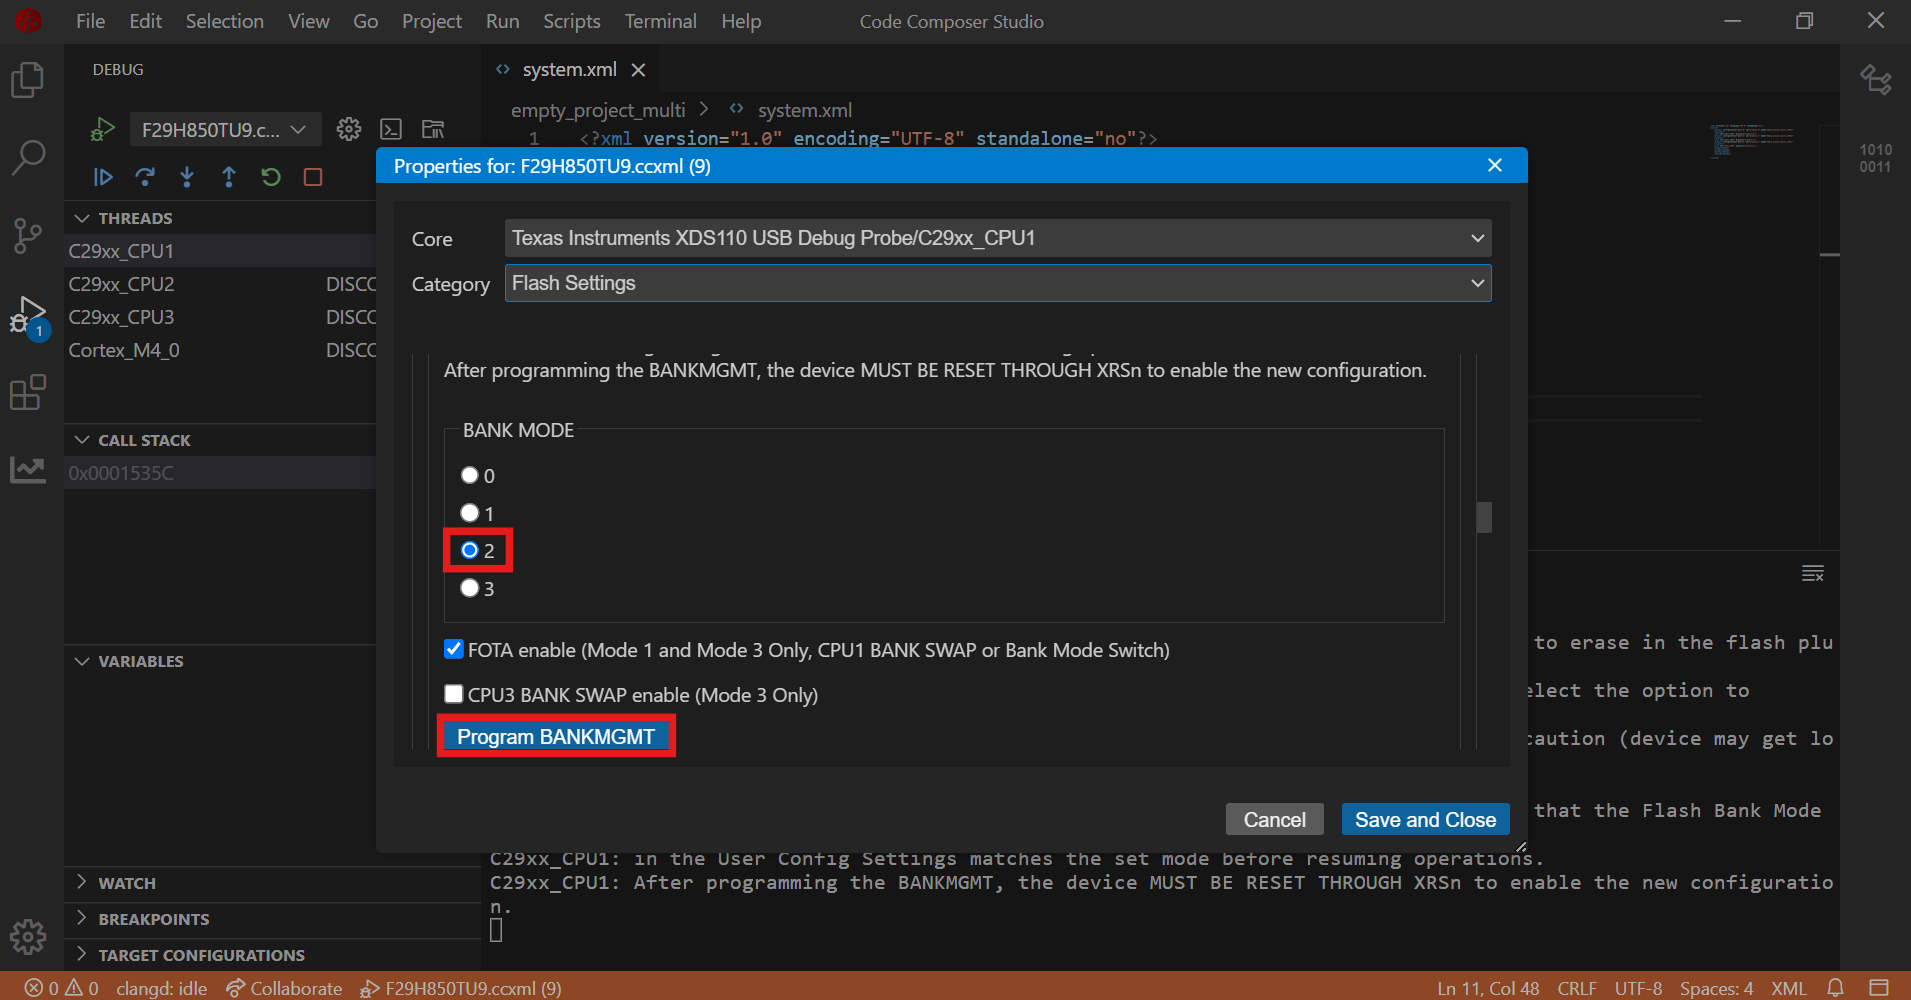 File Edit Selection View Go Project Run Scripts Terminal Help Code Composer Studio
DEBUG
system.xml
F29H850TU9.c...
empty_project_multi > system.xml
1 <?xml version="1.0" encoding="UTF-8" standalone="no"?>
1010
0011
Properties for: F29H850TU9.ccxml (9)
THREADS
C29xx_CPU1
C29xx_CPU2 DISCC
C29xx_CPU3 DISCC
Cortex_M4_0 DISCC
1
CALL STACK
0x0001535C
VARIABLES
WATCH
BREAKPOINTS
TARGET CONFIGURATIONS
Core Texas Instruments XDS110 USB Debug Probe/C29xx_CPU1
Category Flash Settings
After programming the BANKMGMT, the device MUST BE RESET THROUGH XRSn to enable the new configuration.
BANK MODE
0
1
2
3
FOTA enable (Mode 1 and Mode 3 Only, CPU1 BANK SWAP or Bank Mode Switch)
CPU3 BANK SWAP enable (Mode 3 Only)
Program BANKMGMT
Cancel Save and Close
to erase in the flash plu
elect the option to
caution (device may get lo
that the Flash Bank Mode
C29xx_CPU1: in the User Config Settings matches the set mode before resuming operations.
C29xx_CPU1: After programming the BANKMGMT, the device MUST BE RESET THROUGH XRSn to enable the new configuratio
n.
0 0 clangd: idle Collaborate F29H850TU9.ccxml (9) Ln 11, Col 48 CRLF UTF-8 Spaces: 4 XML